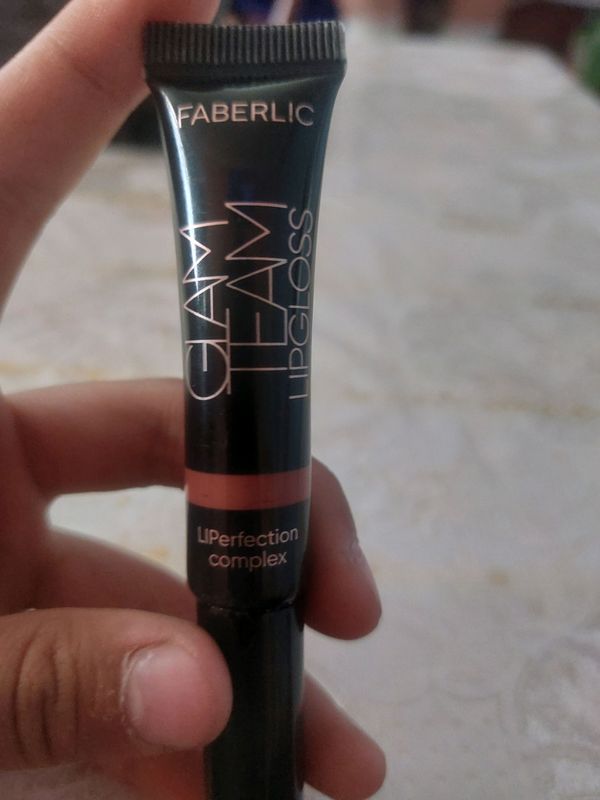 FABERLIC
GLAM
TEAM
LIPGLOSS
LIPerfection
complex